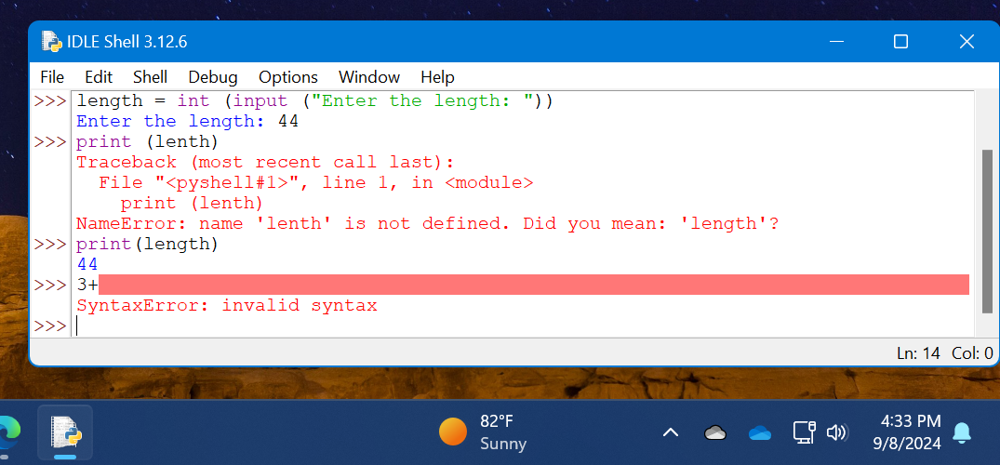 IDLE Shell 3.12.6
File Edit Shell Debug Options Window Help
>>> length = int (input ("Enter the length: "))
Enter the length: 44
>>> print (lenth)
Traceback (most recent call last):
File "<pyshell#1>", line 1, in <module>
print (lenth)
NameError: name 'lenth' is not defined. Did you mean: 'length'?
>>> print(length)
44
>>> 3+
SyntaxError: invalid syntax
>>>
Ln: 14 Col: 0
82°F
Sunny
4:33 PM
9/8/2024